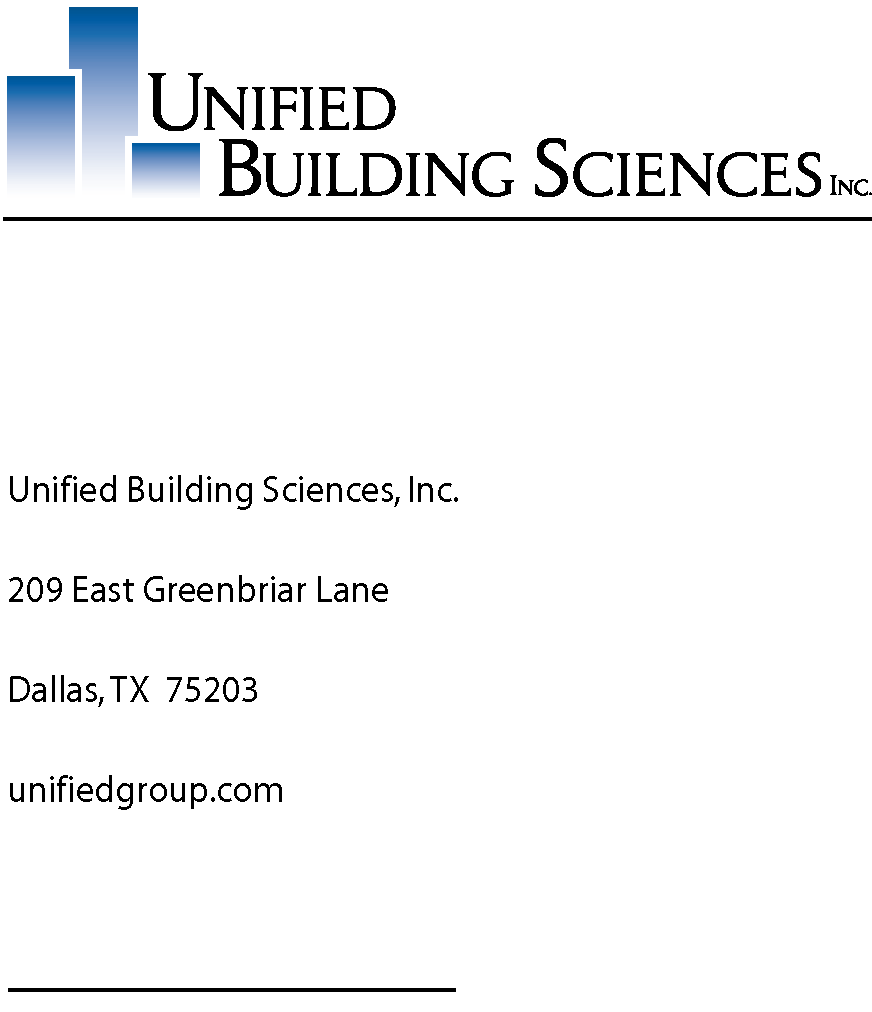 UNIFIED
BUILDING SCIENCES INC.
Unified Building Sciences, Inc.
209 East Greenbriar Lane
Dallas, TX  75203
unifiedgroup.com